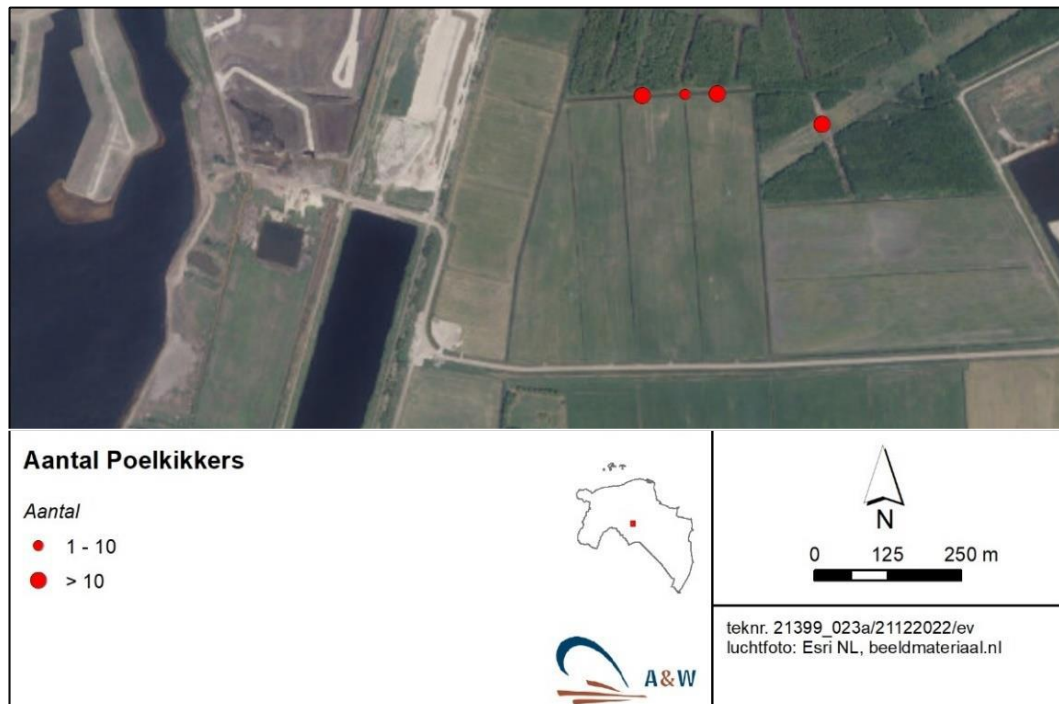 Aantal Poelkikkers
Aantal
1 - 10
> 10
A&W
N
0 125 250 m
teknr. 21399_023a/21122022/ev
luchtfoto: Esri NL, beeldmateriaal.nl